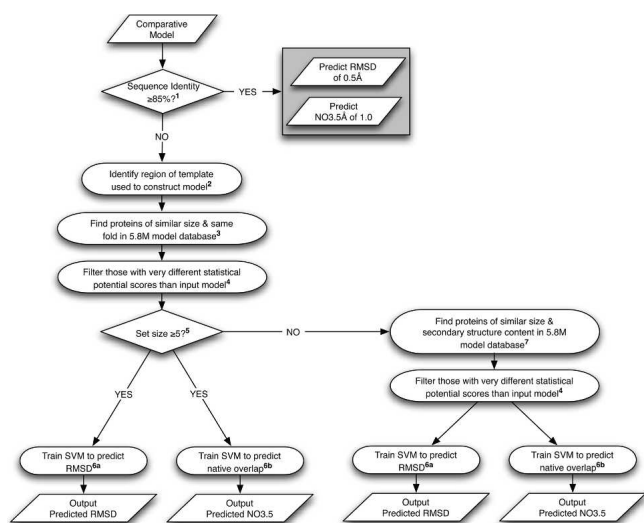 Comparative
Model
Sequence Identity
≥85%?¹
YES
Predict RMSD
of 0.5Å
Predict
NO3.5Å of 1.0
NO
Identify region of template
used to construct model²
Find proteins of similar size & same
fold in 5.8M model database³
Filter those with very different statistical
potential scores than input model⁴
Set size ≥5?⁵
NO
Find proteins of similar size &
secondary structure content in 5.8M
model database⁷
Filter those with very different statistical
potential scores than input model⁴
YES
YES
Train SVM to predict
RMSD⁶ᵃ
Train SVM to predict
native overlap⁶ᵇ
Train SVM to predict
RMSD⁶ᵃ
Train SVM to predict
native overlap⁶ᵇ
Output
Predicted RMSD
Output
Predicted NO3.5
Output
Predicted RMSD
Output
Predicted NO3.5